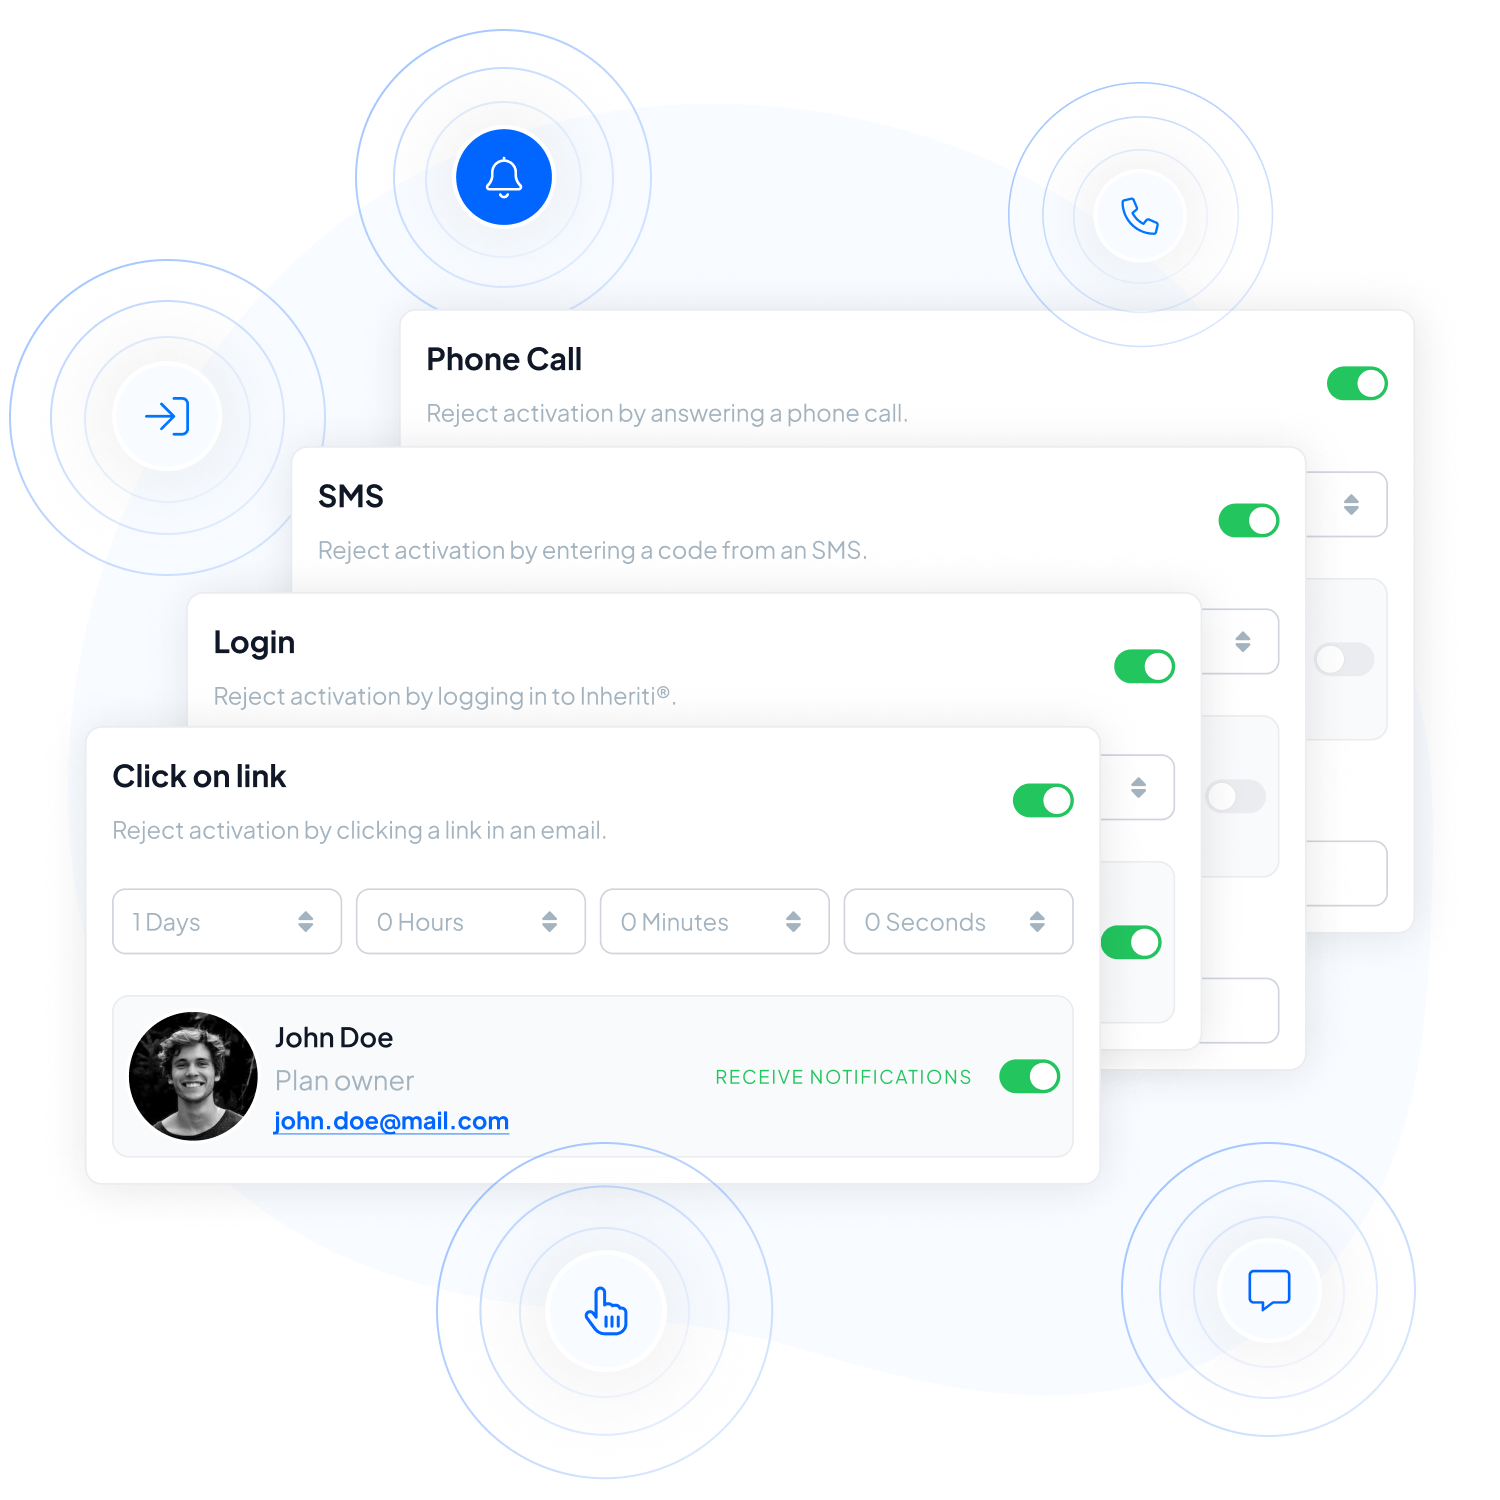 Phone Call
Reject activation by answering a phone call.
SMS
Reject activation by entering a code from an SMS.
Login
Reject activation by logging in to Inheriti®.
Click on link
Reject activation by clicking a link in an email.
1 Days 0 Hours 0 Minutes 0 Seconds
John Doe
Plan owner
RECEIVE NOTIFICATIONS
john.doe@mail.com